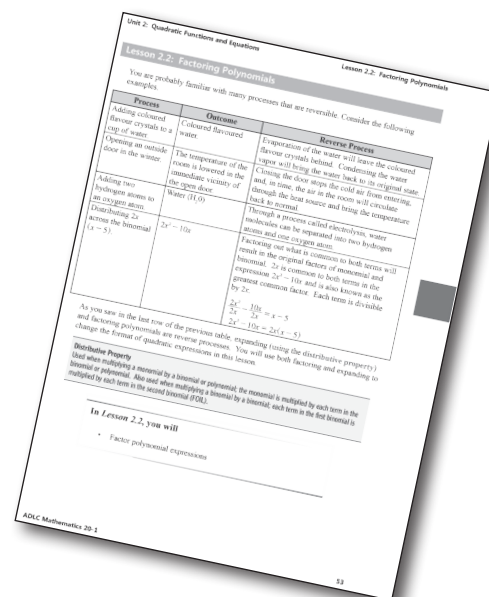 Unit 2: Quadratic Functions and Equations
Lesson 2.2: Factoring Polynomials
Lesson 2.2: Factoring Polynomials
You are probably familiar with many processes that are reversible. Consider the following
examples.
Process
Outcome
Reverse Process
Adding coloured
flavour crystals to a
cup of water.
Coloured flavoured
water
Evaporation of the water will leave the coloured
flavour crystals behind. Condensing the water
vapor will bring the water back to its original state.
Opening an outside
door in the winter.
The temperature of the
room is lowered in the
immediate vicinity of
the open door.
Closing the door stops the cold air from entering,
and, in time, the air in the room will circulate
through the heat source and bring the temperature
back to normal.
Adding two
hydrogen atoms to
an oxygen atom.
Water (H₂0)
Through a process called electrolysis, water
molecules can be separated into two hydrogen
atoms and one oxygen atom.
Distributing 2x
across the binomial
(x − 5).
2x² − 10x
Factoring out what is common to both terms will
result in the original factors of monomial and
binomial. 2x is common to both terms in the
expression 2x² − 10x and is also known as the
greatest common factor. Each term is divisible
by 2x.
2x²/2x − 10x/2x = x − 5
2x² − 10x = 2x(x − 5)
As you saw in the last row of the previous table, expanding (using the distributive property)
and factoring polynomials are reverse processes. You will use both factoring and expanding to
change the format of quadratic expressions in this lesson.
Distributive Property
Used when multiplying a monomial by a binomial or polynomial; the monomial is multiplied by each term in the
binomial or polynomial. Also used when multiplying a binomial by a binomial; each term in the first binomial is
multiplied by each term in the second binomial (FOIL).
In Lesson 2.2, you will
• Factor polynomial expressions
ADLC Mathematics 20-1
53